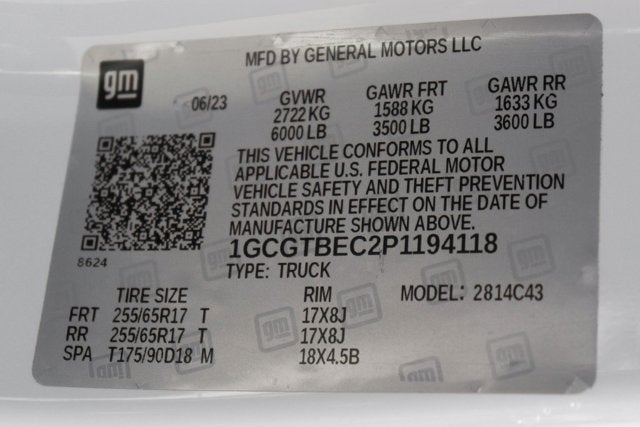 gm
MFD BY GENERAL MOTORS LLC
06/23
GVWR GAWR FRT GAWR RR
2722 KG 1588 KG 1633 KG
6000 LB 3500 LB 3600 LB
THIS VEHICLE CONFORMS TO ALL
APPLICABLE U.S. FEDERAL MOTOR
VEHICLE SAFETY AND THEFT PREVENTION
STANDARDS IN EFFECT ON THE DATE OF
MANUFACTURE SHOWN ABOVE.
1GCGTBEC2P1194118
8624
TYPE: TRUCK
TIRE SIZE RIM MODEL: 2814C43
FRT 255/65R17 T 17X8J
RR 255/65R17 T 17X8J
SPA T175/90D18 M 18X4.5B